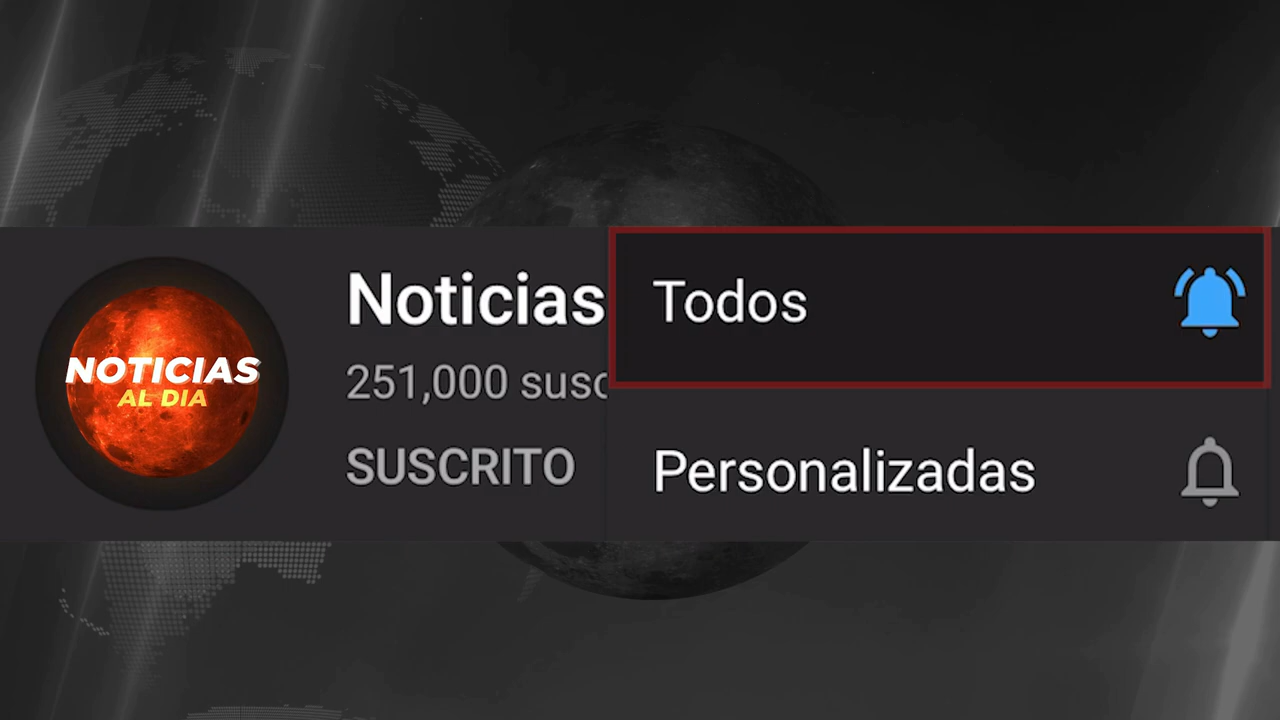 NOTICIAS
AL DIA
Noticias
251,000 susc
SUSCRITO
Todos
Personalizadas